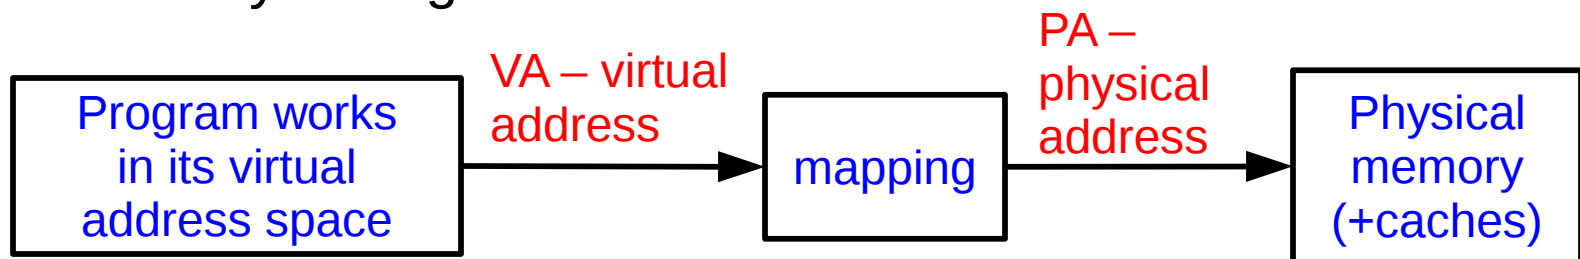 Program works
in its virtual
address space
VA – virtual
address
mapping
PA –
physical
address
Physical
memory
(+caches)